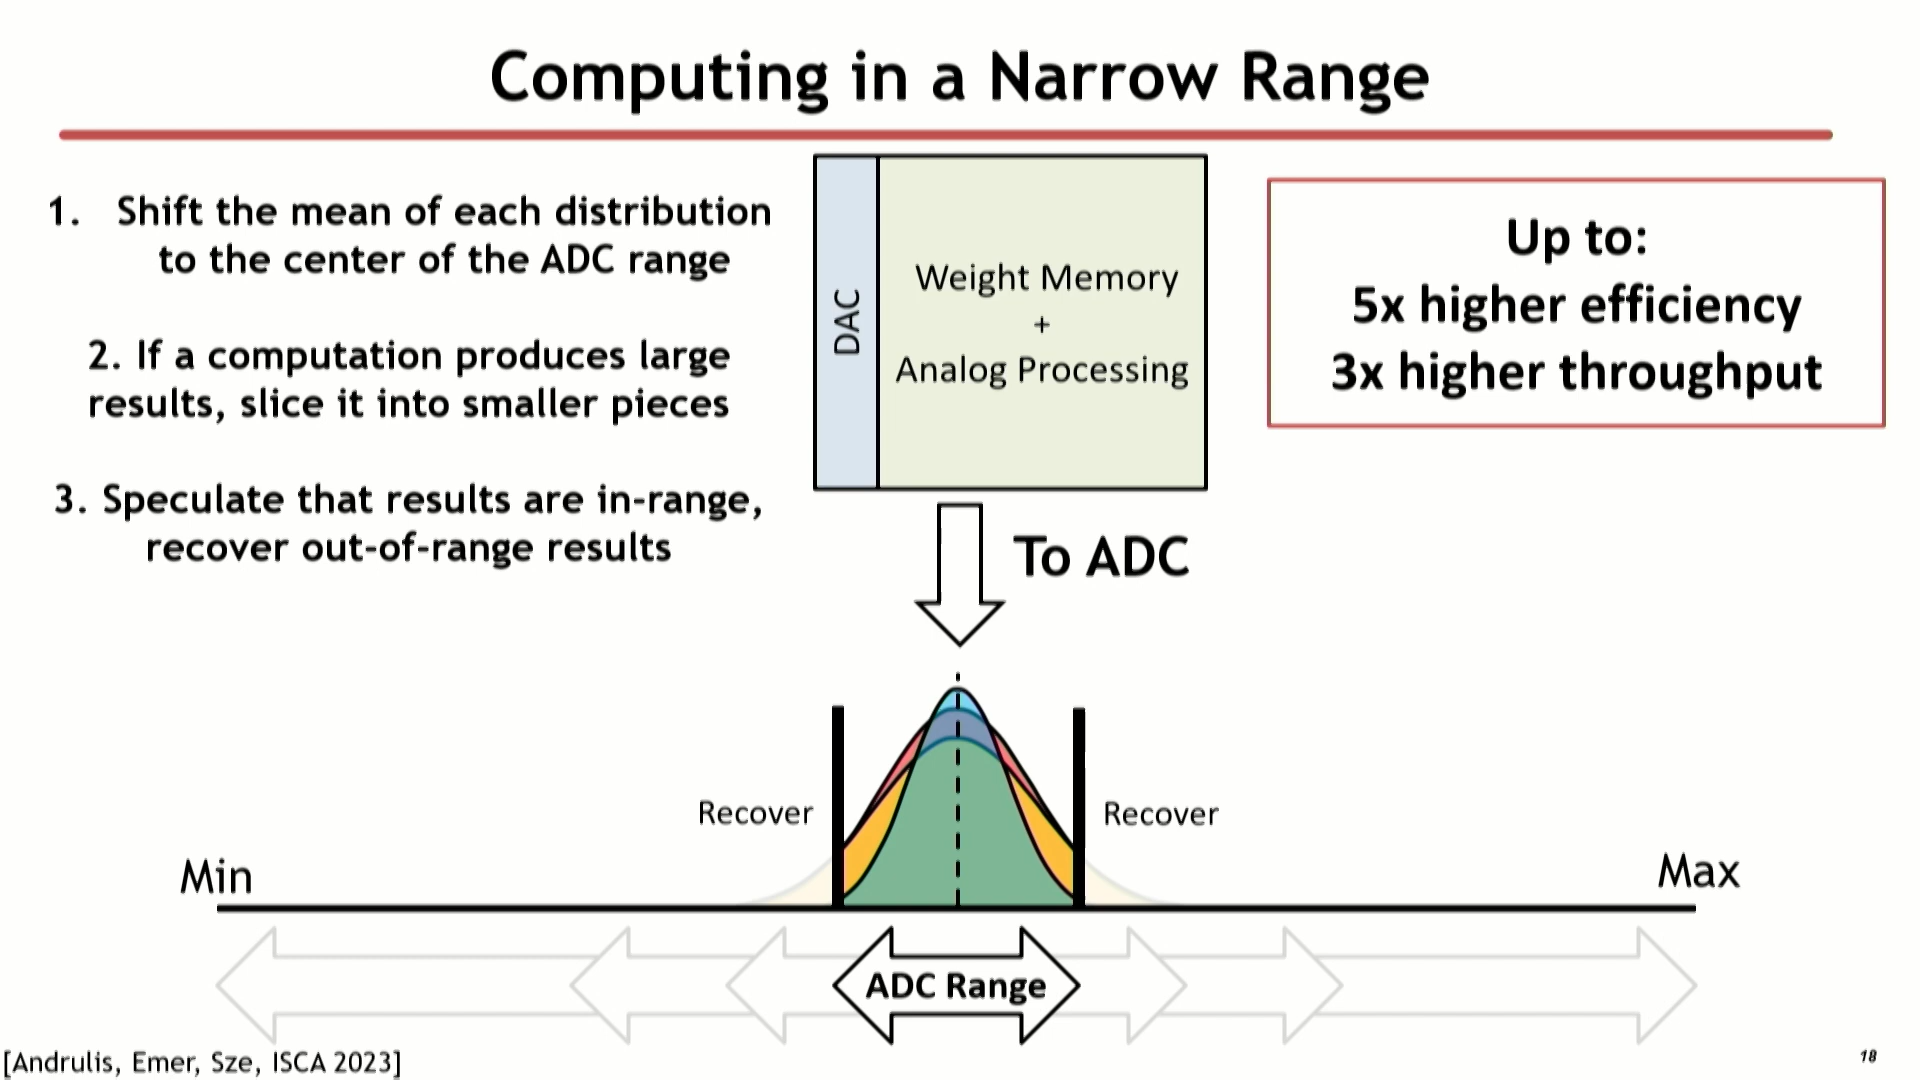 Computing in a Narrow Range
1. Shift the mean of each distribution
to the center of the ADC range
2. If a computation produces large
results, slice it into smaller pieces
3. Speculate that results are in-range,
recover out-of-range results
DAC
Weight Memory
+
Analog Processing
Up to:
5x higher efficiency
3x higher throughput
To ADC
Recover
Recover
Min
Max
ADC Range
[Andrulis, Emer, Sze, ISCA 2023]
18